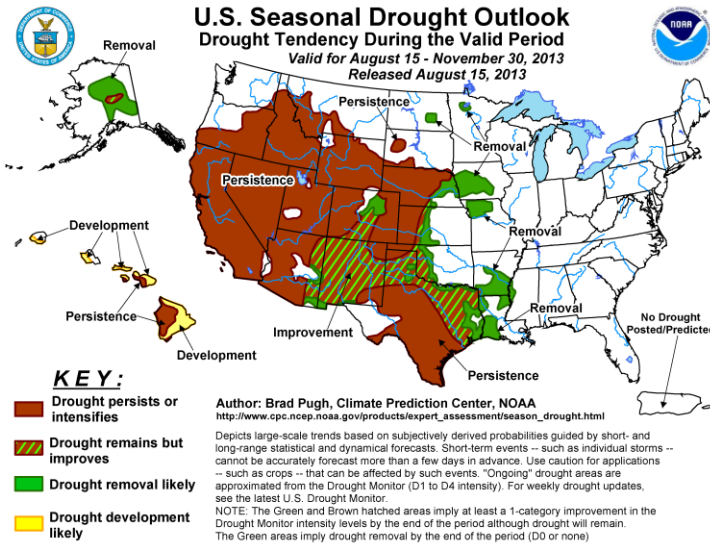 U.S. Seasonal Drought Outlook
Drought Tendency During the Valid Period
Valid for August 15 - November 30, 2013
Released August 15, 2013
NOAA
Removal
Persistence
Removal
Persistence
Development
Removal
Persistence
Improvement
Removal
No Drought
Posted/Predicted
Development
Persistence
KEY:
Drought persists or
intensifies
Drought remains but
improves
Drought removal likely
Drought development
likely
Author: Brad Pugh, Climate Prediction Center, NOAA
http://www.cpc.ncep.noaa.gov/products/expert_assessment/season_drought.html
Depicts large-scale trends based on subjectively derived probabilities guided by short- and
long-range statistical and dynamical forecasts. Short-term events -- such as individual storms --
cannot be accurately forecast more than a few days in advance. Use caution for applications
-- such as crops -- that can be affected by such events. "Ongoing" drought areas are
approximated from the Drought Monitor (D1 to D4 intensity). For weekly drought updates,
see the latest U.S. Drought Monitor.
NOTE: The Green and Brown hatched areas imply at least a 1-category improvement in the
Drought Monitor intensity levels by the end of the period although drought will remain.
The Green areas imply drought removal by the end of the period (D0 or none)